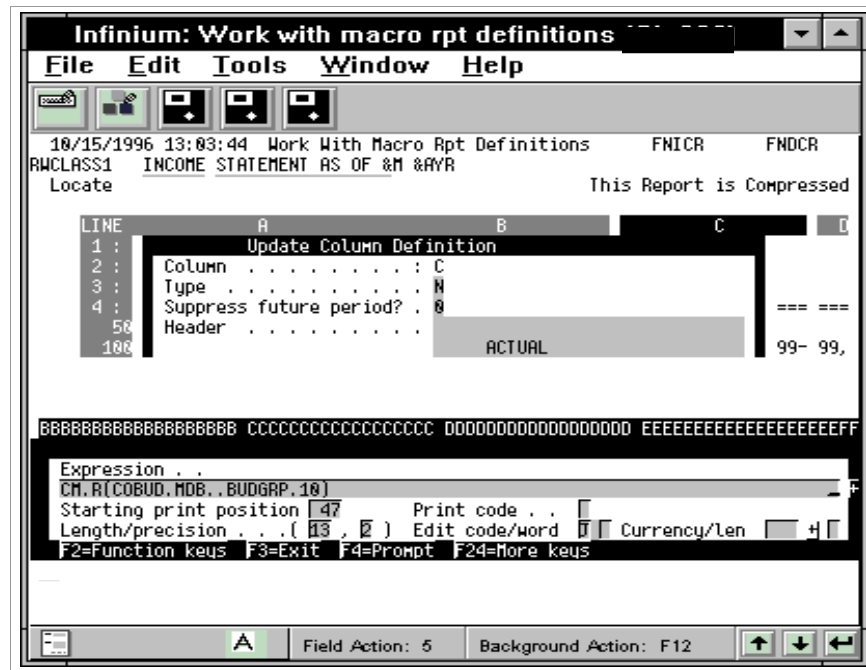 Infinium: Work with macro rpt definitions
File Edit Tools Window Help
10/15/1996 13:03:44 Work With Macro Rpt Definitions FNICR FNDCR
RWCLASS1 INCOME STATEMENT AS OF &M &AYR
Locate This Report is Compressed
LINE A B C D
1 : Update Column Definition
2 : Column . . . . . . . . . : C
3 : Type . . . . . . . . . . N
4 : Suppress future period? . 0 === ===
50 Header . . . . . . . . .
100 ACTUAL 99- 99,
BBBBBBBBBBBBBBBBBBBB CCCCCCCCCCCCCCCCCC DDDDDDDDDDDDDDDDDD EEEEEEEEEEEEEEEEEEEEFF
Expression . .
CM.R(COBUD.MDB..BUDGRP.10) _ +
Starting print position 47 Print code . .
Length/precision . . .( 13 , 2 ) Edit code/word J Currency/len +
F2=Function keys F3=Exit F4=Prompt F24=More keys
A Field Action: 5 Background Action: F12